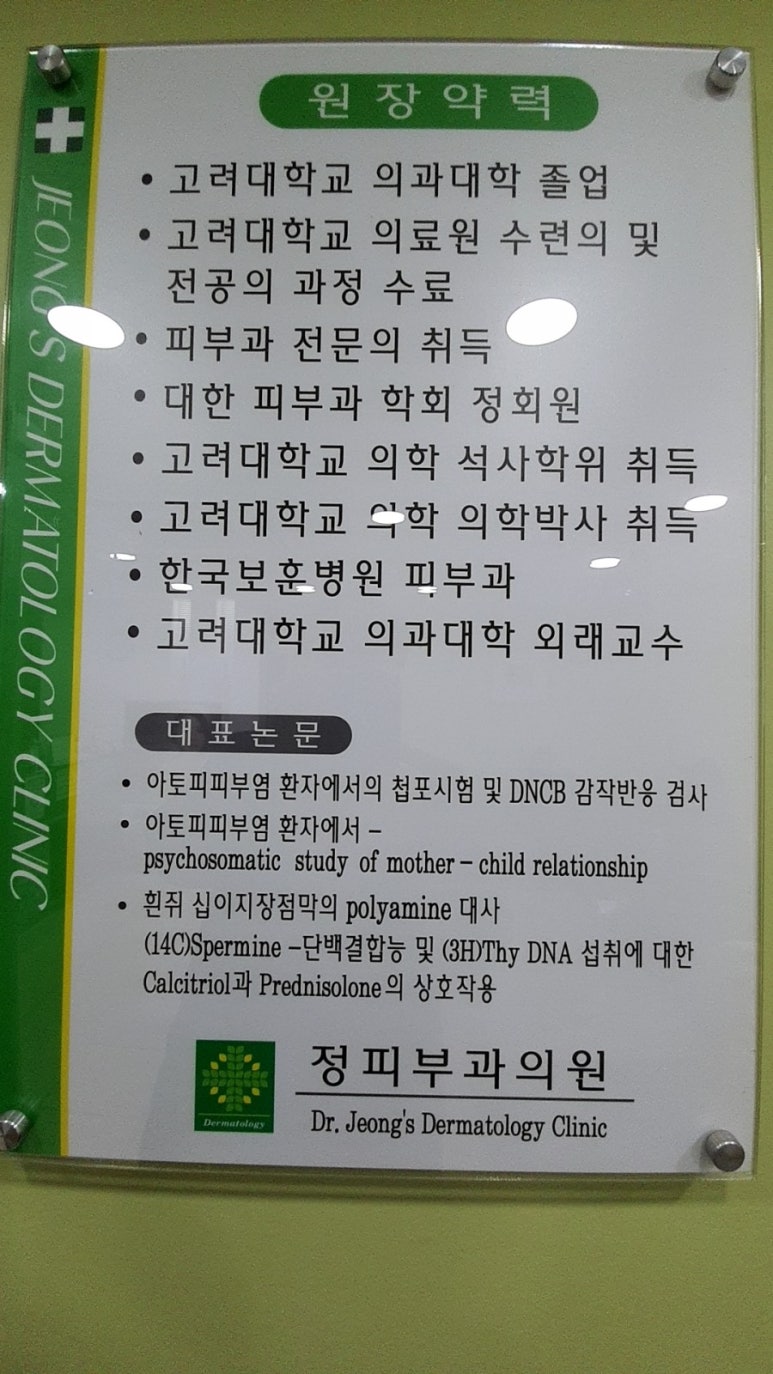 원장약력
• 고려대학교 의과대학 졸업
• 고려대학교 의료원 수련의 및
전공의 과정 수료
• 피부과 전문의 취득
• 대한 피부과 학회 정회원
• 고려대학교 의학 석사학위 취득
• 고려대학교 의학 의학박사 취득
• 한국보훈병원 피부과
• 고려대학교 의과대학 외래교수
대표논문
• 아토피피부염 환자에서의 첩포시험 및 DNCB 감작반응 검사
• 아토피피부염 환자에서 -
psychosomatic study of mother - child relationship
• 흰쥐 십이지장점막의 polyamine 대사
(14C)Spermine -단백결합능 및 (3H)Thy DNA 섭취에 대한
Calcitriol과 Prednisolone의 상호작용
정피부과의원
Dr. Jeong's Dermatology Clinic
Dermatology
JEONG'S DERMATOLOGY CLINIC